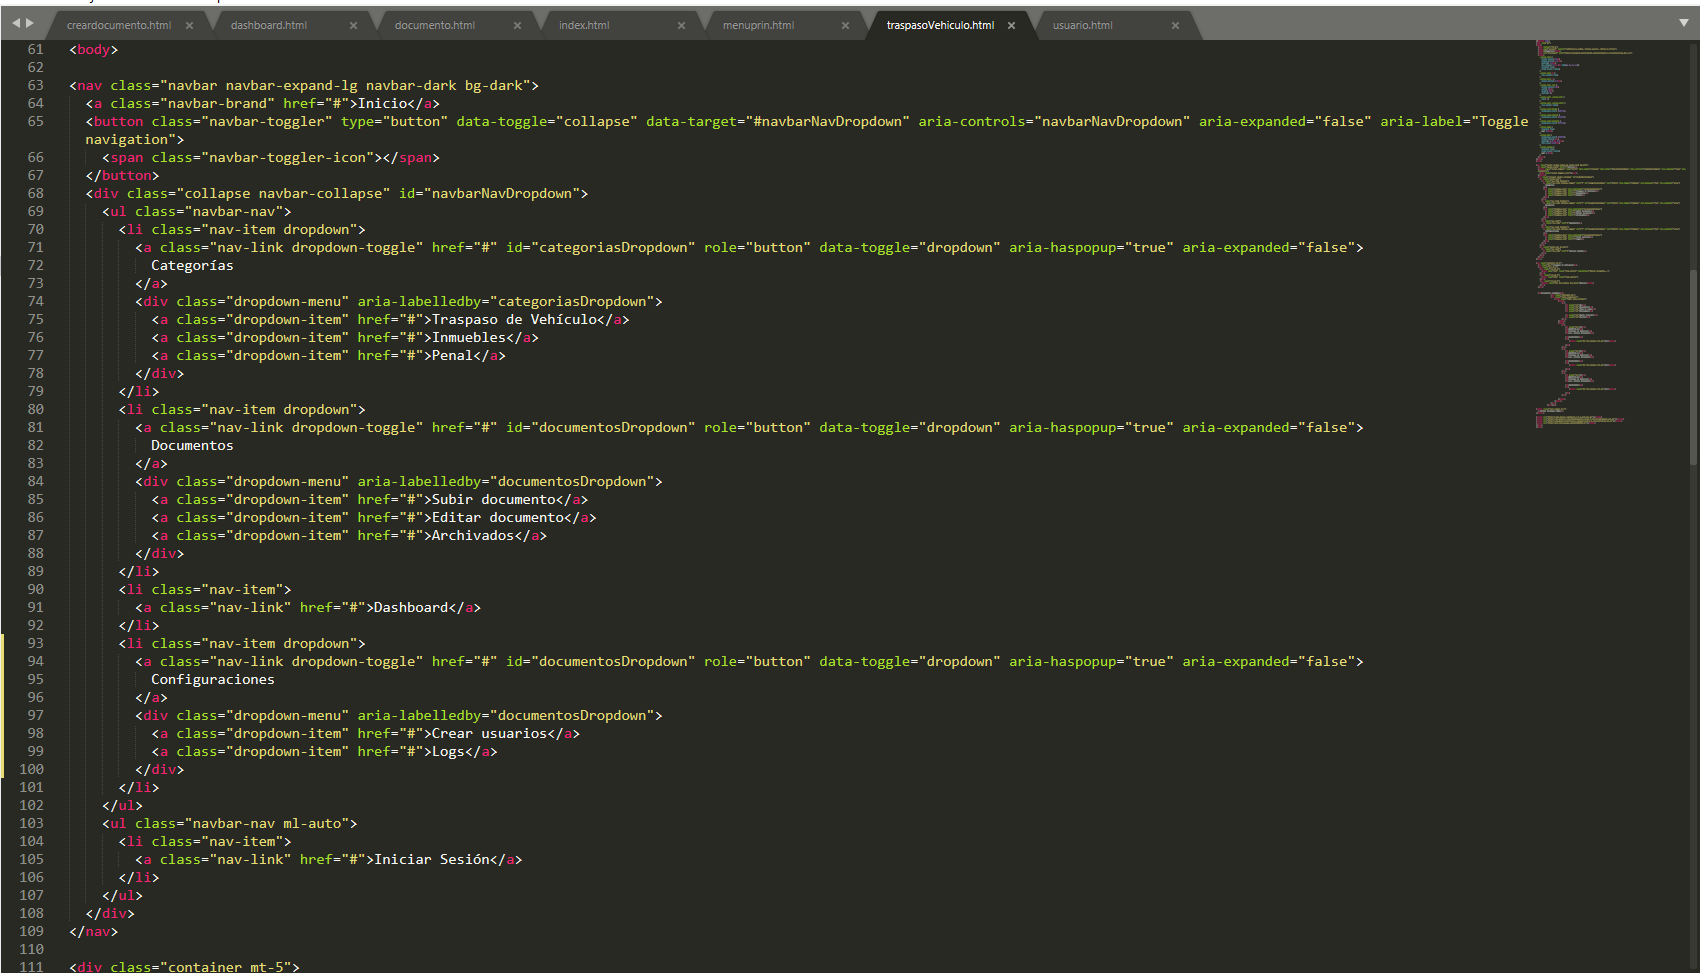 creardocumento.html × dashboard.html × documento.html × index.html × menuprin.html × traspasoVehiculo.html × usuario.html ×
61 <body>
62
63 <nav class="navbar navbar-expand-lg navbar-dark bg-dark">
64 <a class="navbar-brand" href="#">Inicio</a>
65 <button class="navbar-toggler" type="button" data-toggle="collapse" data-target="#navbarNavDropdown" aria-controls="navbarNavDropdown" aria-expanded="false" aria-label="Toggle
navigation">
66 <span class="navbar-toggler-icon"></span>
67 </button>
68 <div class="collapse navbar-collapse" id="navbarNavDropdown">
69 <ul class="navbar-nav">
70 <li class="nav-item dropdown">
71 <a class="nav-link dropdown-toggle" href="#" id="categoriasDropdown" role="button" data-toggle="dropdown" aria-haspopup="true" aria-expanded="false">
72 Categorías
73 </a>
74 <div class="dropdown-menu" aria-labelledby="categoriasDropdown">
75 <a class="dropdown-item" href="#">Traspaso de Vehículo</a>
76 <a class="dropdown-item" href="#">Inmuebles</a>
77 <a class="dropdown-item" href="#">Penal</a>
78 </div>
79 </li>
80 <li class="nav-item dropdown">
81 <a class="nav-link dropdown-toggle" href="#" id="documentosDropdown" role="button" data-toggle="dropdown" aria-haspopup="true" aria-expanded="false">
82 Documentos
83 </a>
84 <div class="dropdown-menu" aria-labelledby="documentosDropdown">
85 <a class="dropdown-item" href="#">Subir documento</a>
86 <a class="dropdown-item" href="#">Editar documento</a>
87 <a class="dropdown-item" href="#">Archivados</a>
88 </div>
89 </li>
90 <li class="nav-item">
91 <a class="nav-link" href="#">Dashboard</a>
92 </li>
93 <li class="nav-item dropdown">
94 <a class="nav-link dropdown-toggle" href="#" id="documentosDropdown" role="button" data-toggle="dropdown" aria-haspopup="true" aria-expanded="false">
95 Configuraciones
96 </a>
97 <div class="dropdown-menu" aria-labelledby="documentosDropdown">
98 <a class="dropdown-item" href="#">Crear usuarios</a>
99 <a class="dropdown-item" href="#">Logs</a>
100 </div>
101 </li>
102 </ul>
103 <ul class="navbar-nav ml-auto">
104 <li class="nav-item">
105 <a class="nav-link" href="#">Iniciar Sesión</a>
106 </li>
107 </ul>
108 </div>
109 </nav>
110
111 <div class="container mt-5">